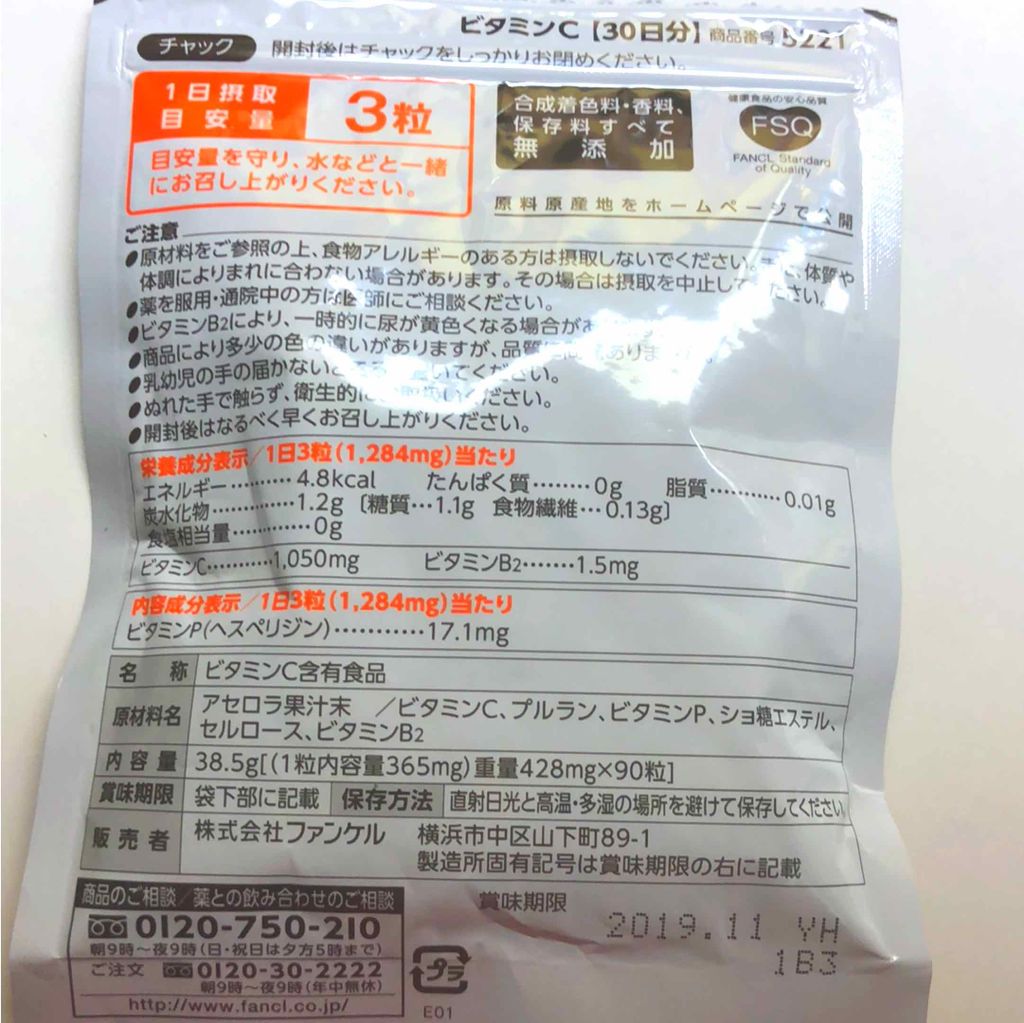 ビタミンC【30日分】 商品番号 5221
チャック 開封後はチャックをしっかりお閉めください。
1日摂取
目安量
3粒
目安量を守り、水などと一緒
にお召し上がりください。
合成着色料・香料、
保存料すべて
無添加
健康食品の安心品質
FSQ
FANCL Standard
of Quality
原料原産地をホームページで公開
ご注意
●原材料をご参照の上、食物アレルギーのある方は摂取しないでください。 体質や
体調によりまれに合わない場合があります。その場合は摂取を中止して ださい。
●薬を服用・通院中の方は医師にご相談ください。
●ビタミンB2により、一時的に尿が黄色くなる場合が
●商品により多少の色の違いがありますが、品質
●乳幼児の手の届かない いてください。
●ぬれた手で触らず、衛生的に ください。
●開封後はなるべく早くお召し上がりください。
栄養成分表示/1日3粒(1,284mg)当たり
エネルギー………4.8kcal たんぱく質………0g 脂質…………0.01g
炭水化物……………1.2g〔糖質…1.1g 食物繊維…0.13g〕
食塩相当量…………0g
ビタミンC…………1,050mg ビタミンB2………1.5mg
内容成分表示/1日3粒(1,284mg)当たり
ビタミンP(ヘスペリジン)…………17.1mg
名称 ビタミンC含有食品
原材料名 アセロラ果汁末 /ビタミンC、プルラン、ビタミンP、ショ糖エステル、
セルロース、ビタミンB2
内容量 38.5g[(1粒内容量365mg)重量428mg×90粒]
賞味期限 袋下部に記載 保存方法 直射日光と高温・多湿の場所を避けて保存してください
販売者 株式会社ファンケル 横浜市中区山下町89-1
製造所固有記号は賞味期限の右に記載
商品のご相談/薬との飲み合わせのご相談
0120-750-210
朝9時~夜9時(日・祝日は夕方5時まで)
ご注文 0120-30-2222
朝9時~夜9時(年中無休)
http://www.fancl.co.jp/
プラ
E01
賞味期限
2019.11 YH
1B3